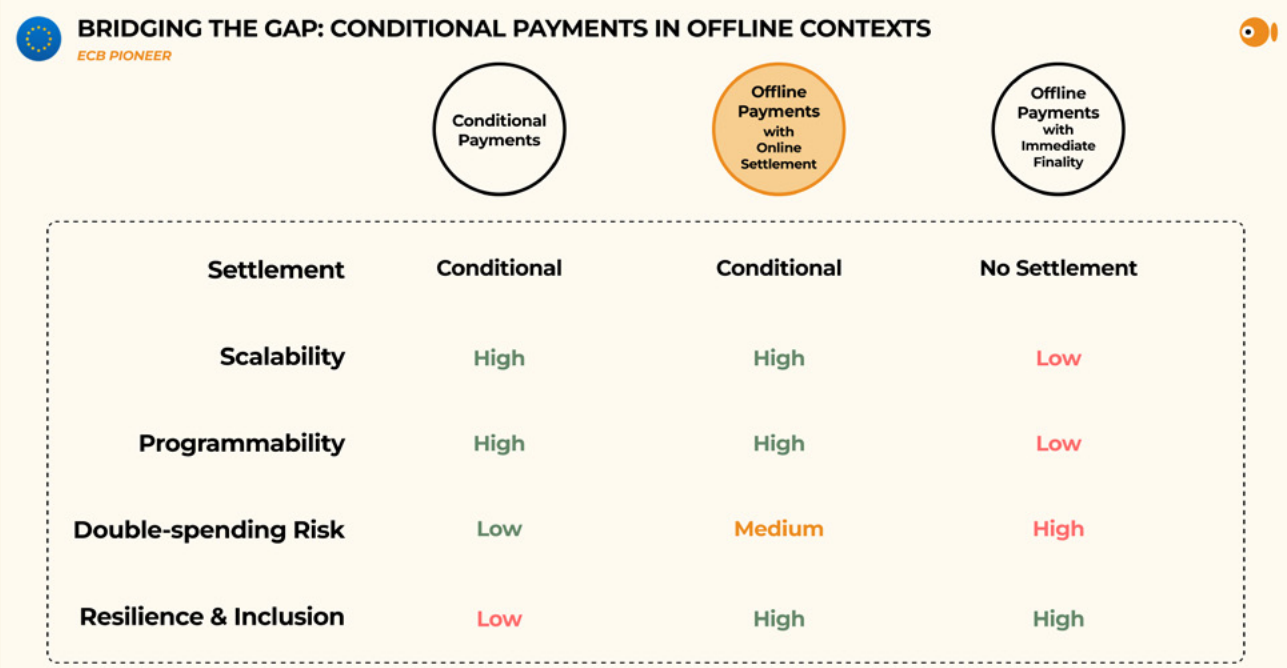 BRIDGING THE GAP: CONDITIONAL PAYMENTS IN OFFLINE CONTEXTS
ECB PIONEER
Conditional
Payments
Offline
Payments
with
Online
Settlement
Offline
Payments
with
Immediate
Finality
Settlement Conditional Conditional No Settlement
Scalability High High Low
Programmability High High Low
Double-spending Risk Low Medium High
Resilience & Inclusion Low High High